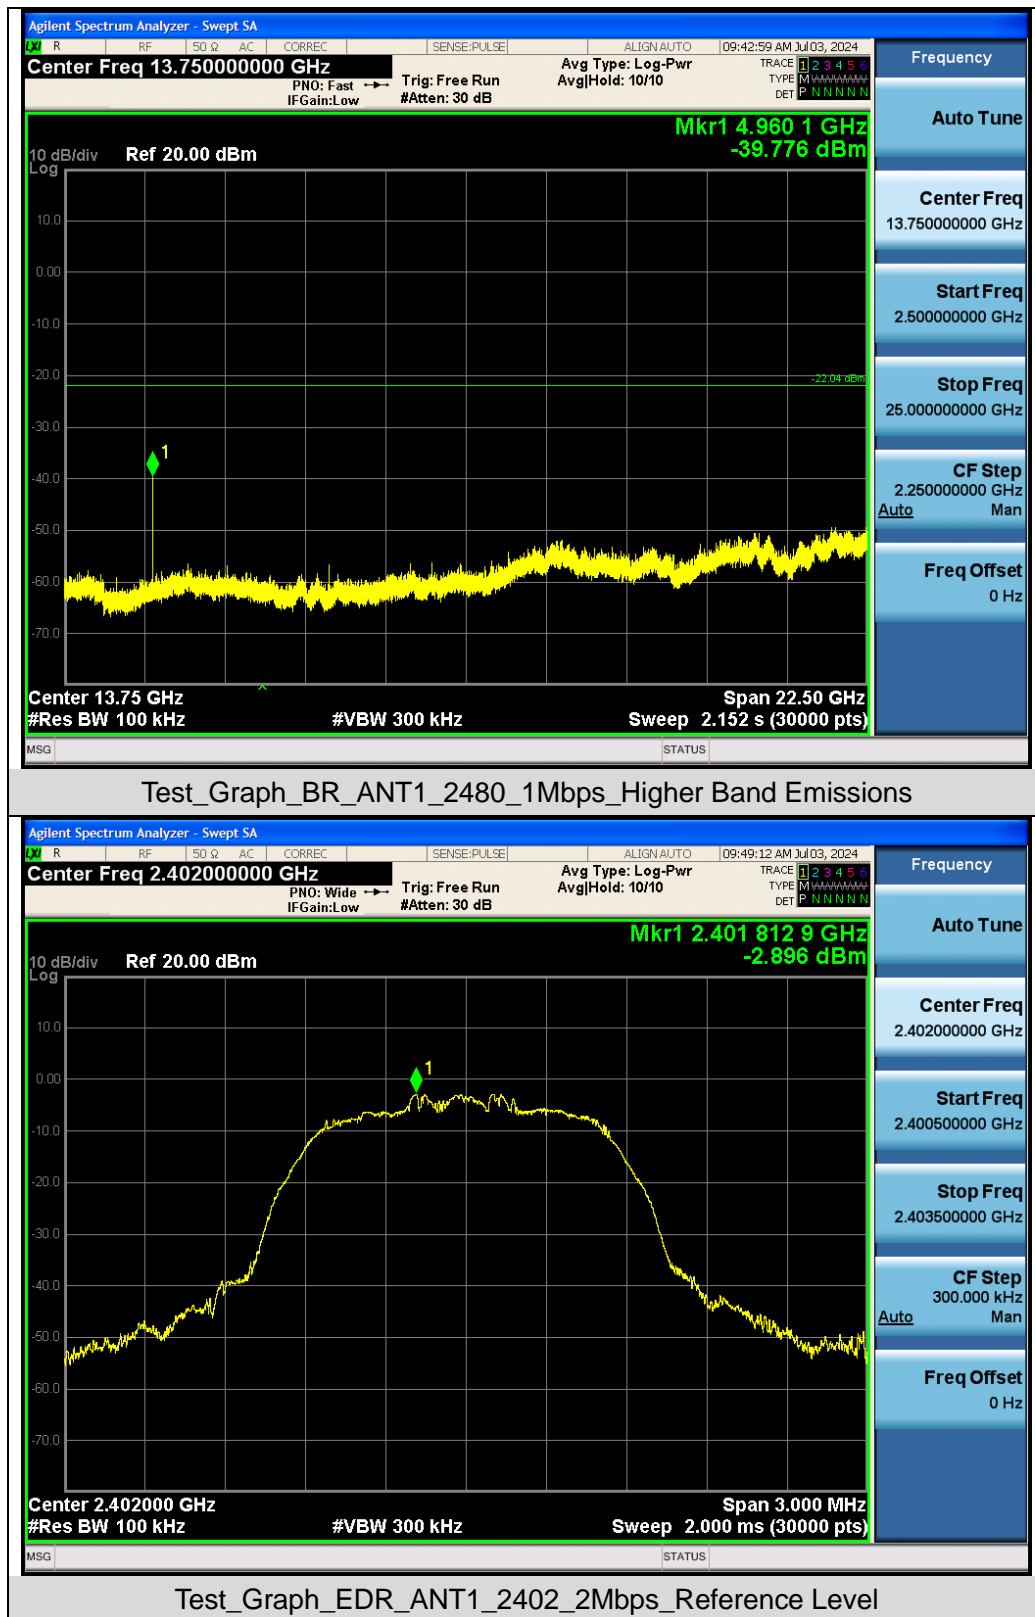 Agilent Spectrum Analyzer - Swept SA
LXI R RF 50 Ω AC CORREC SENSE:PULSE ALIGN AUTO 09:42:59 AM Jul 03, 2024
Center Freq 13.750000000 GHz
PNO: Fast
IFGain:Low
Trig: Free Run
#Atten: 30 dB
Avg Type: Log-Pwr
Avg|Hold: 10/10
TRACE 1 2 3 4 5 6
TYPE M
DET P N N N N N
Mkr1 4.960 1 GHz
-39.776 dBm
10 dB/div Ref 20.00 dBm
Log
10.0
0.00
-10.0
-20.0
-22.04 dBm
-30.0
1
-40.0
-50.0
-60.0
-70.0
Center 13.75 GHz Span 22.50 GHz
#Res BW 100 kHz #VBW 300 kHz Sweep 2.152 s (30000 pts)
MSG STATUS
Frequency
Auto Tune
Center Freq
13.750000000 GHz
Start Freq
2.500000000 GHz
Stop Freq
25.000000000 GHz
CF Step
2.250000000 GHz
Auto Man
Freq Offset
0 Hz
Test_Graph_BR_ANT1_2480_1Mbps_Higher Band Emissions
Agilent Spectrum Analyzer - Swept SA
LXI R RF 50 Ω AC CORREC SENSE:PULSE ALIGN AUTO 09:49:12 AM Jul 03, 2024
Center Freq 2.402000000 GHz
PNO: Wide
IFGain:Low
Trig: Free Run
#Atten: 30 dB
Avg Type: Log-Pwr
Avg|Hold: 10/10
TRACE 1 2 3 4 5 6
TYPE M
DET P N N N N N
Mkr1 2.401 812 9 GHz
-2.896 dBm
10 dB/div Ref 20.00 dBm
Log
10.0
1
0.00
-10.0
-20.0
-30.0
-40.0
-50.0
-60.0
-70.0
Center 2.402000 GHz Span 3.000 MHz
#Res BW 100 kHz #VBW 300 kHz Sweep 2.000 ms (30000 pts)
MSG STATUS
Frequency
Auto Tune
Center Freq
2.402000000 GHz
Start Freq
2.400500000 GHz
Stop Freq
2.403500000 GHz
CF Step
300.000 kHz
Auto Man
Freq Offset
0 Hz
Test_Graph_EDR_ANT1_2402_2Mbps_Reference Level